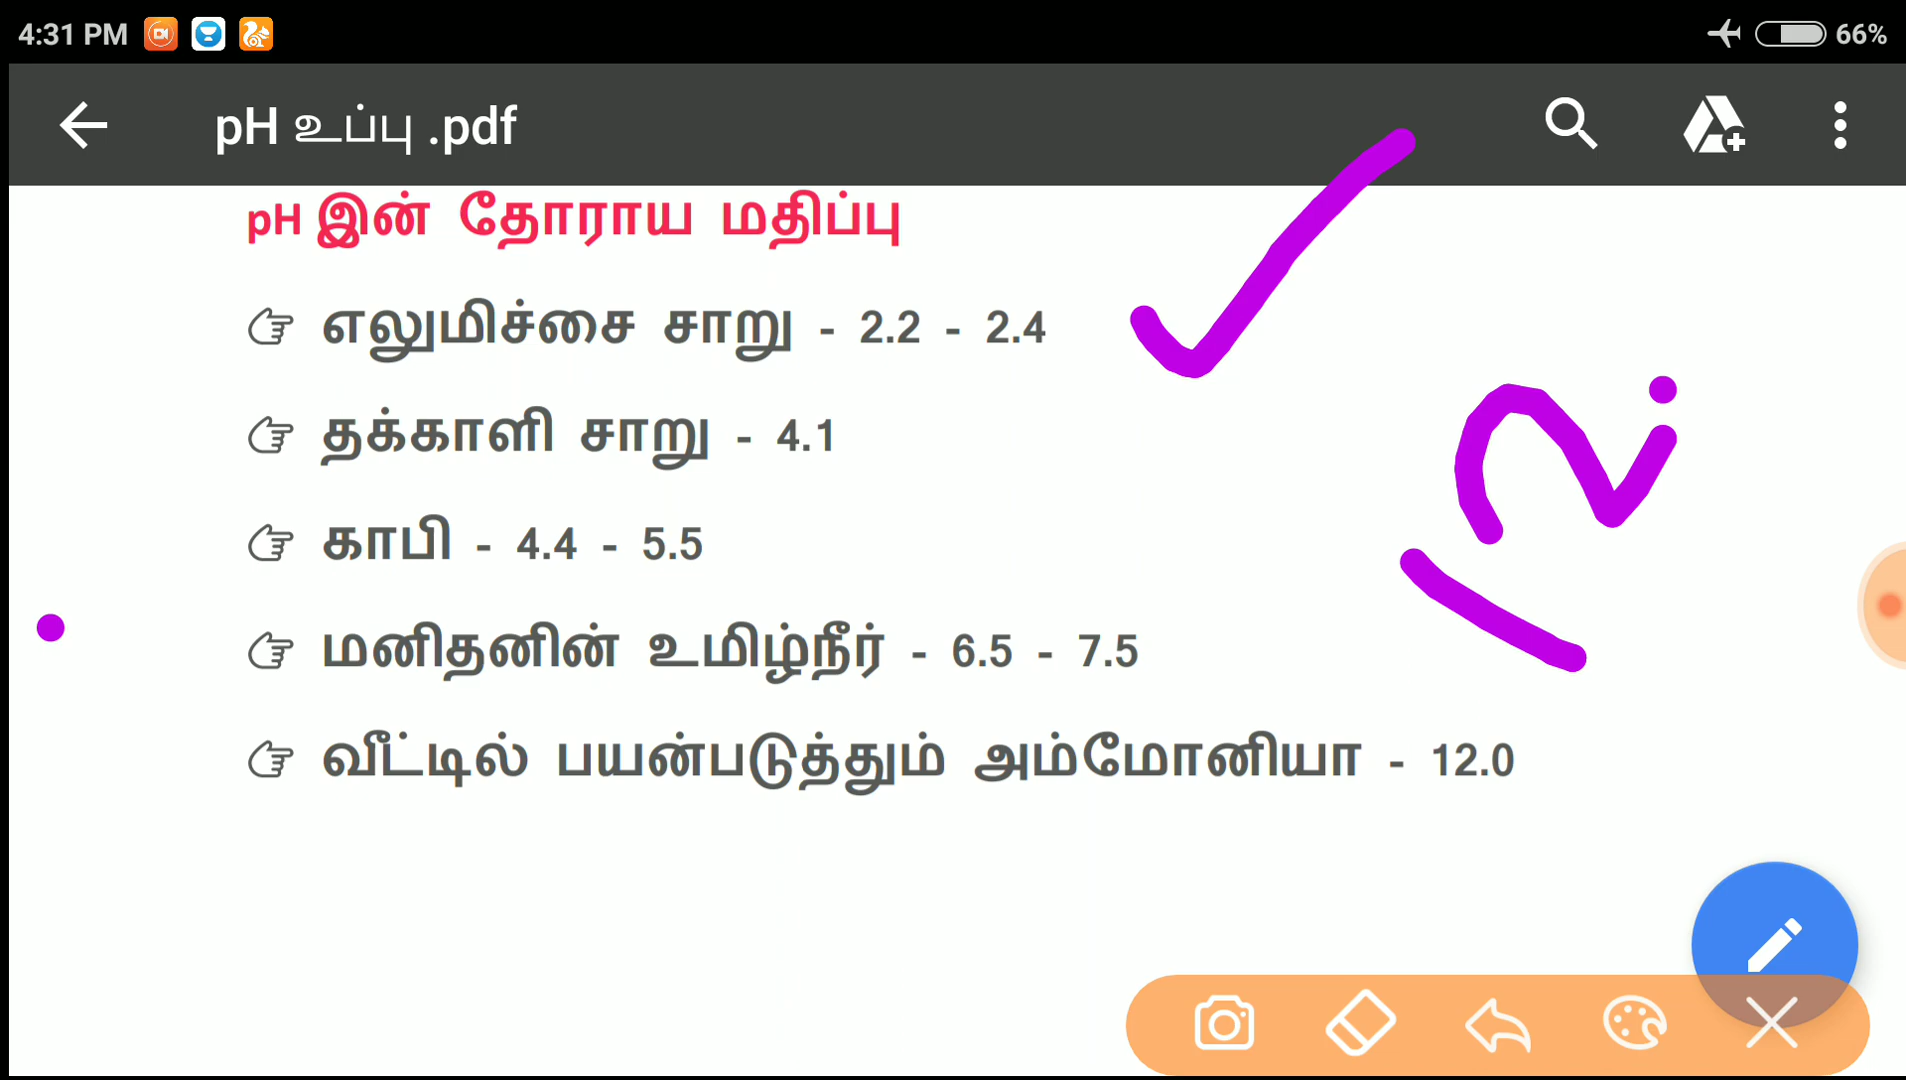 4:31 PM 66%
pH உப்பு .pdf
pH இன் தோராய மதிப்பு
எலுமிச்சை சாறு - 2.2 - 2.4
தக்காளி சாறு - 4.1
காபி - 4.4 - 5.5
மனிதனின் உமிழ்நீர் - 6.5 - 7.5
வீட்டில் பயன்படுத்தும் அம்மோனியா - 12.0